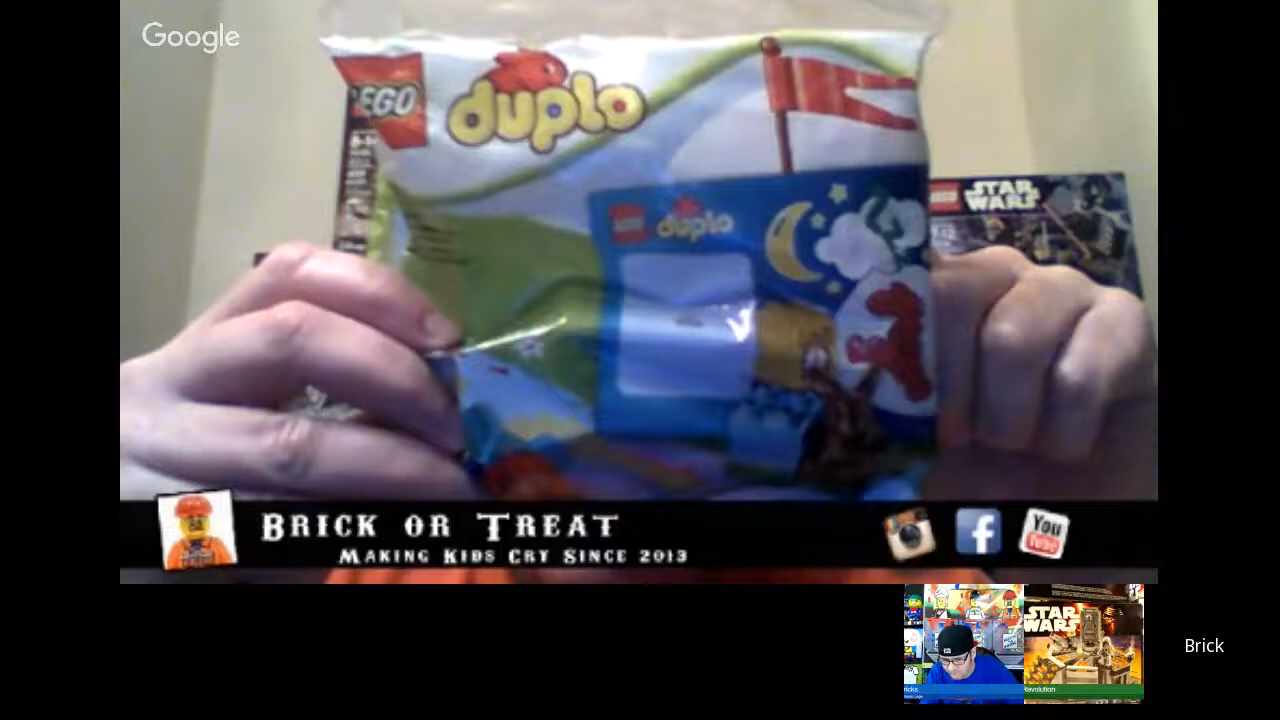 Google
LEGO
duplo
LEGO duplo
LEGO STAR WARS
BRICK OR TREAT
MAKING KIDS CRY SINCE 2013
You Tube
STAR WARS
Revolution
Brick